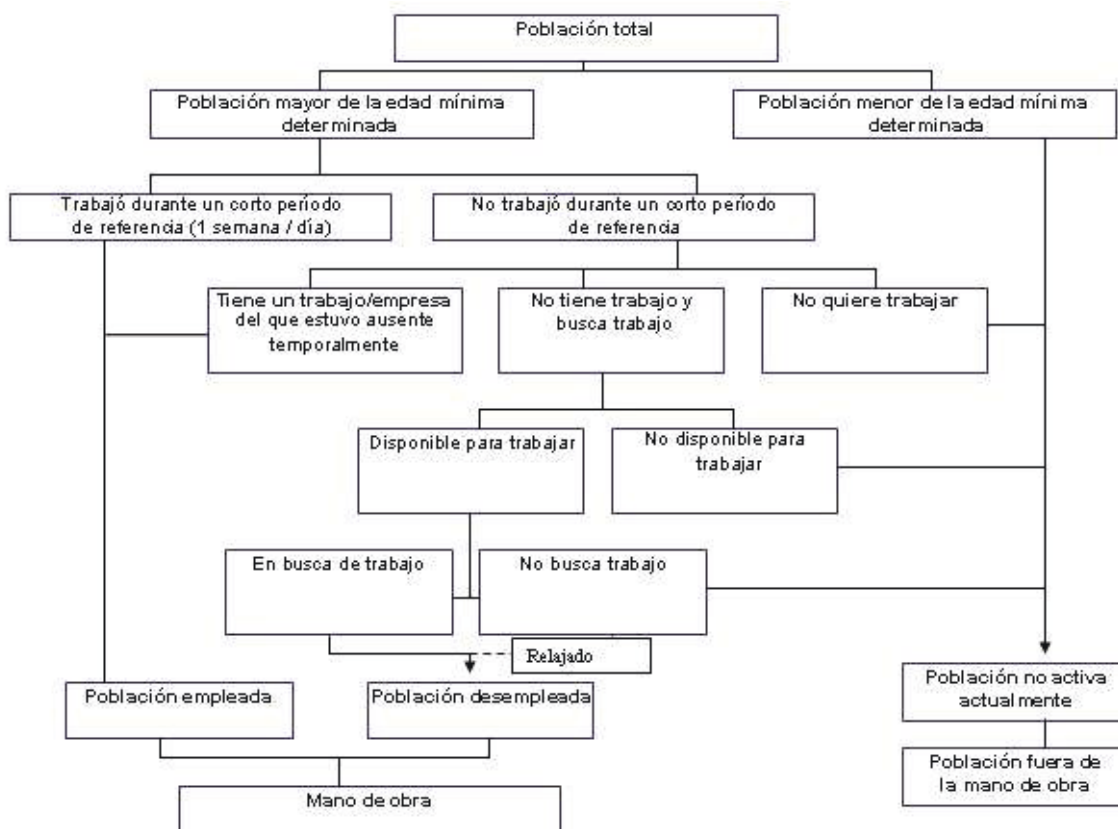 Población total
Población mayor de la edad mínima
determinada
Población menor de la edad mínima
determinada
Trabajó durante un corto período
de referencia (1 semana / día)
No trabajó durante un corto período
de referencia
Tiene un trabajo/empresa
del que estuvo ausente
temporalmente
No tiene trabajo y
busca trabajo
No quiere trabajar
Disponible para trabajar
No disponible para
trabajar
En busca de trabajo
No busca trabajo
Relajado
Población empleada
Población desempleada
Población no activa
actualmente
Población fuera de
la mano de obra
Mano de obra